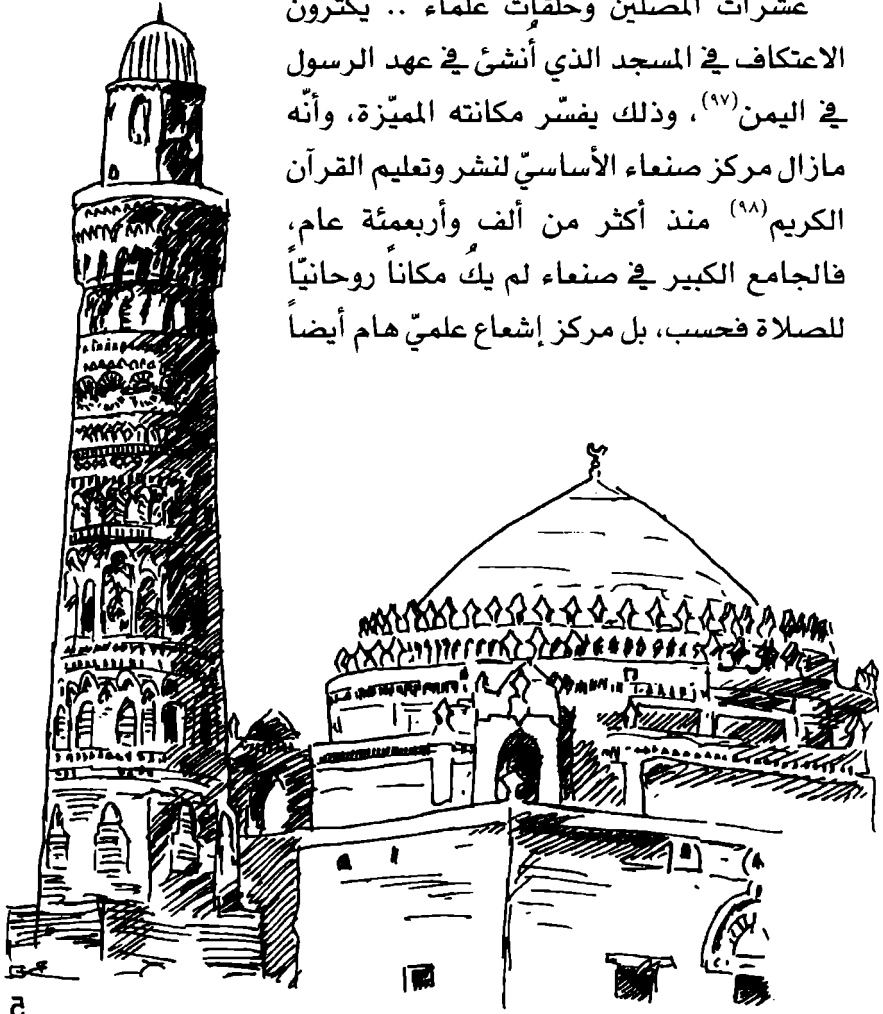 عشرات المصلين وحلقات علماء .. يكثرون
الاعتكاف في المسجد الذي أُنشئ في عهد الرسول
في اليمن(٩٧)، وذلك يفسّر مكانته المميّزة، وأنّه
مازال مركز صنعاء الأساسيّ لنشر وتعليم القرآن
الكريم(٩٨) منذ أكثر من ألف وأربعمئة عام،
فالجامع الكبير في صنعاء لم يكُ مكاناً روحانيّاً
للصلاة فحسب، بل مركز إشعاع علميّ هام أيضاً